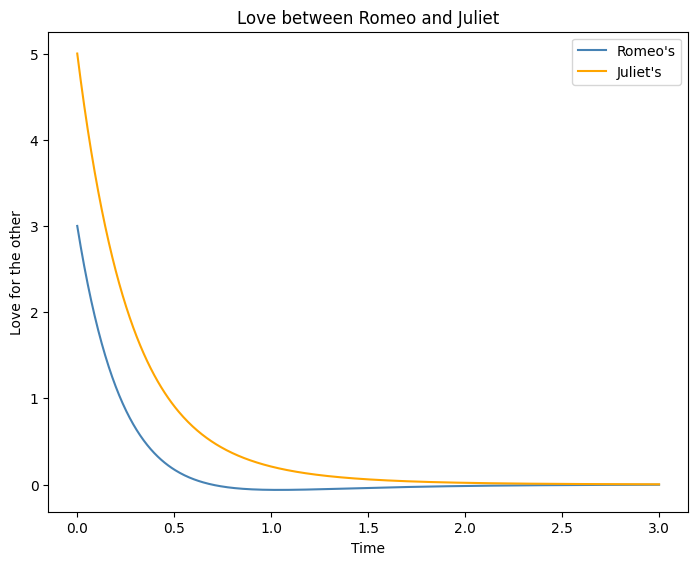 Love between Romeo and Juliet
Romeo's
Juliet's
5
4
3
2
1
0
Love for the other
0.0 0.5 1.0 1.5 2.0 2.5 3.0
Time